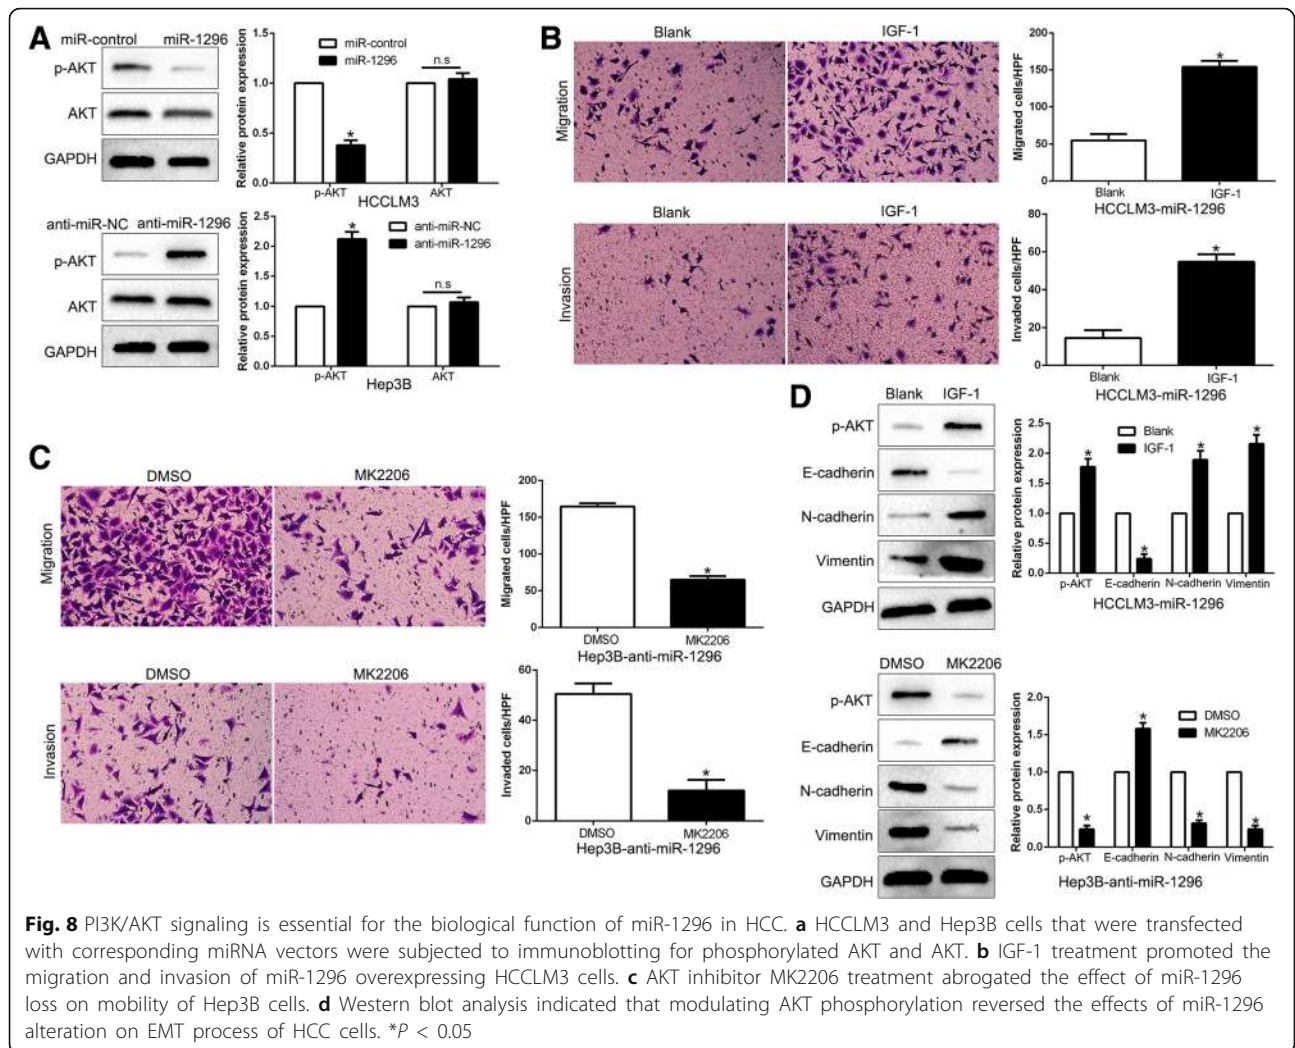 A
miR-control miR-1296
p-AKT
AKT
GAPDH
Relative protein expression
1.5
1.0
0.5
0.0
miR-control
miR-1296
n.s
*
p-AKT AKT
HCCLM3
anti-miR-NC anti-miR-1296
p-AKT
AKT
GAPDH
Relative protein expression
2.5
2.0
1.5
1.0
0.5
0.0
anti-miR-NC
anti-miR-1296
*
n.s
p-AKT AKT
Hep3B
B
Blank IGF-1
Migration
Migrated cells/HPF
200
150
100
50
0
*
Blank IGF-1
HCCLM3-miR-1296
Blank IGF-1
Invasion
Invaded cells/HPF
80
60
40
20
0
*
Blank IGF-1
HCCLM3-miR-1296
C
DMSO MK2206
Migration
Migrated cells/HPF
200
150
100
50
0
*
DMSO MK2206
Hep3B-anti-miR-1296
DMSO MK2206
Invasion
Invaded cells/HPF
60
40
20
0
*
DMSO MK2206
Hep3B-anti-miR-1296
D
Blank IGF-1
p-AKT
E-cadherin
N-cadherin
Vimentin
GAPDH
Relative protein expression
2.5
2.0
1.5
1.0
0.5
0.0
Blank
IGF-1
* * * *
p-AKT E-cadherin N-cadherin Vimentin
HCCLM3-miR-1296
DMSO MK2206
p-AKT
E-cadherin
N-cadherin
Vimentin
GAPDH
Relative protein expression
2.0
1.5
1.0
0.5
0.0
DMSO
MK2206
* * * *
p-AKT E-cadherin N-cadherin Vimentin
Hep3B-anti-miR-1296
Fig. 8 PI3K/AKT signaling is essential for the biological function of miR-1296 in HCC. a HCCLM3 and Hep3B cells that were transfected
with corresponding miRNA vectors were subjected to immunoblotting for phosphorylated AKT and AKT. b IGF-1 treatment promoted the
migration and invasion of miR-1296 overexpressing HCCLM3 cells. c AKT inhibitor MK2206 treatment abrogated the effect of miR-1296
loss on mobility of Hep3B cells. d Western blot analysis indicated that modulating AKT phosphorylation reversed the effects of miR-1296
alteration on EMT process of HCC cells. *P < 0.05